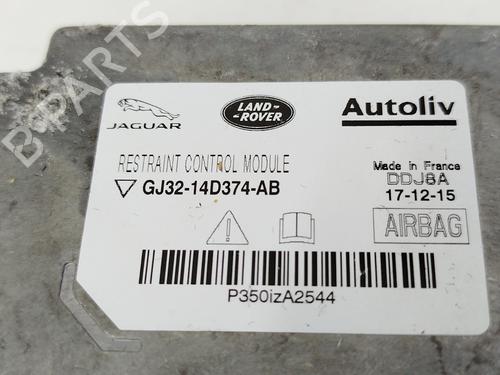 B-PARTS
JAGUAR
LAND-
ROVER
Autoliv
RESTRAINT CONTROL MODULE
GJ32-14D374-AB
Made in France
DDJ8A
17-12-15
AIRBAG
P350izA2544